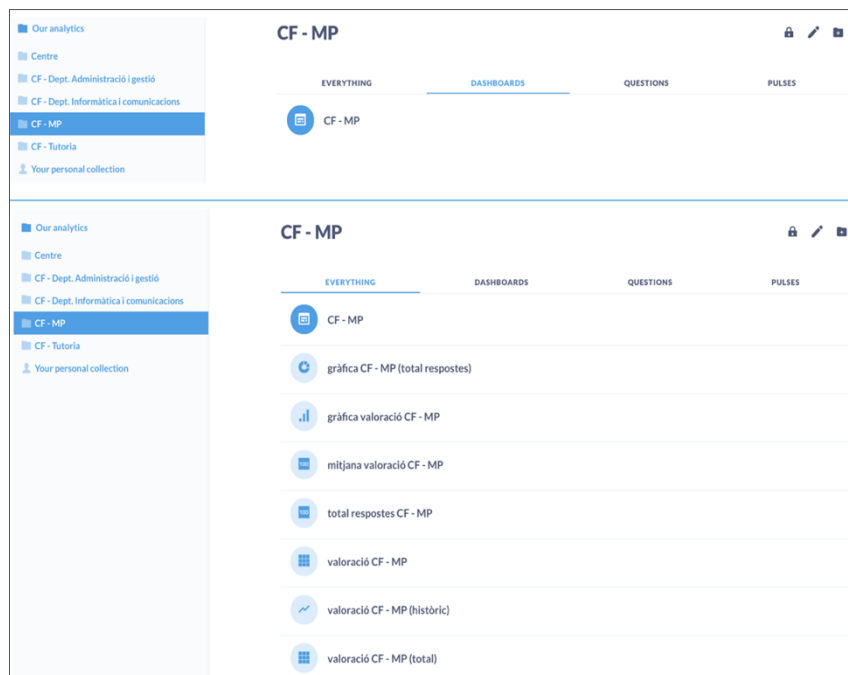 Our analytics
Centre
CF - Dept. Administració i gestió
CF - Dept. Informàtica i comunicacions
CF - MP
CF - Tutoria
Your personal collection
CF - MP
EVERYTHING DASHBOARDS QUESTIONS PULSES
CF - MP
Our analytics
Centre
CF - Dept. Administració i gestió
CF - Dept. Informàtica i comunicacions
CF - MP
CF - Tutoria
Your personal collection
CF - MP
EVERYTHING DASHBOARDS QUESTIONS PULSES
CF - MP
gràfica CF - MP (total respostes)
gràfica valoració CF - MP
mitjana valoració CF - MP
total respostes CF - MP
valoració CF - MP
valoració CF - MP (històric)
valoració CF - MP (total)